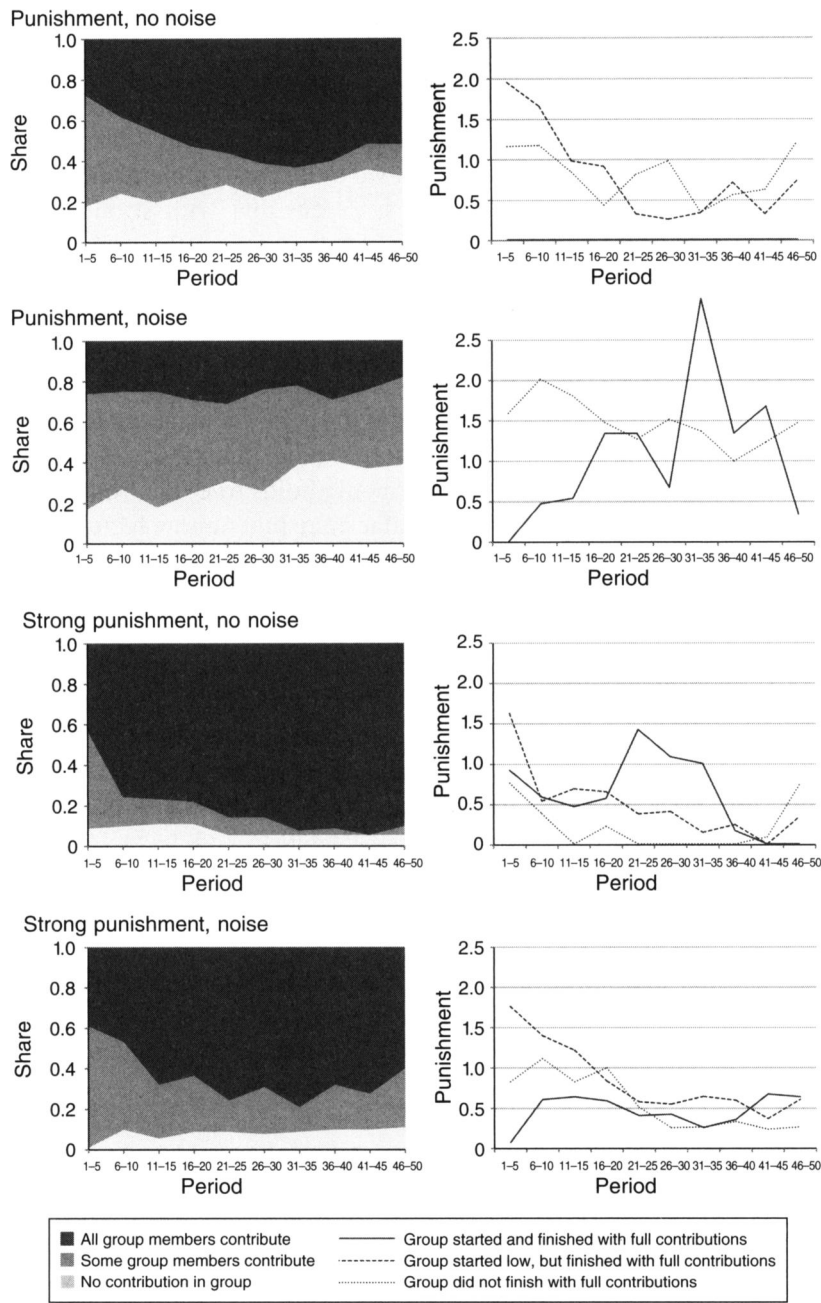 Punishment, no noise
1.0
0.8
0.6
0.4
0.2
0
Share
1–5 6–10 11–15 16–20 21–25 26–30 31–35 36–40 41–45 46–50
Period
2.5
2.0
1.5
1.0
0.5
0
Punishment
1–5 6–10 11–15 16–20 21–25 26–30 31–35 36–40 41–45 46–50
Period
Punishment, noise
1.0
0.8
0.6
0.4
0.2
0
Share
1–5 6–10 11–15 16–20 21–25 26–30 31–35 36–40 41–45 46–50
Period
2.5
2.0
1.5
1.0
0.5
0
Punishment
1–5 6–10 11–15 16–20 21–25 26–30 31–35 36–40 41–45 46–50
Period
Strong punishment, no noise
1.0
0.8
0.6
0.4
0.2
0
Share
1–5 6–10 11–15 16–20 21–25 26–30 31–35 36–40 41–45 46–50
Period
2.5
2.0
1.5
1.0
0.5
0
Punishment
1–5 6–10 11–15 16–20 21–25 26–30 31–35 36–40 41–45 46–50
Period
Strong punishment, noise
1.0
0.8
0.6
0.4
0.2
0
Share
1–5 6–10 11–15 16–20 21–25 26–30 31–35 36–40 41–45 46–50
Period
2.5
2.0
1.5
1.0
0.5
0
Punishment
1–5 6–10 11–15 16–20 21–25 26–30 31–35 36–40 41–45 46–50
Period
All group members contribute Group started and finished with full contributions
Some group members contribute Group started low, but finished with full contributions
No contribution in group Group did not finish with full contributions